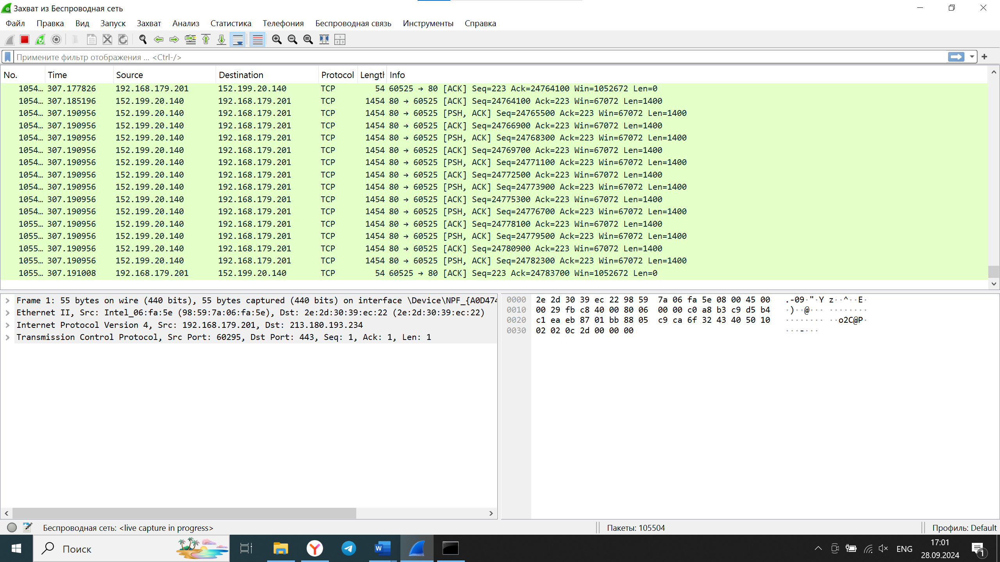 Захват из Беспроводная сеть
Файл Правка Вид Запуск Захват Анализ Статистика Телефония Беспроводная связь Инструменты Справка
Примените фильтр отображения ... <Ctrl-/>
No. Time Source Destination Protocol Length Info
1054… 307.177826 192.168.179.201 152.199.20.140 TCP 54 60525 → 80 [ACK] Seq=223 Ack=24764100 Win=1052672 Len=0
1054… 307.185196 152.199.20.140 192.168.179.201 TCP 1454 80 → 60525 [ACK] Seq=24764100 Ack=223 Win=67072 Len=1400
1054… 307.190956 152.199.20.140 192.168.179.201 TCP 1454 80 → 60525 [PSH, ACK] Seq=24765500 Ack=223 Win=67072 Len=1400
1054… 307.190956 152.199.20.140 192.168.179.201 TCP 1454 80 → 60525 [ACK] Seq=24766900 Ack=223 Win=67072 Len=1400
1054… 307.190956 152.199.20.140 192.168.179.201 TCP 1454 80 → 60525 [PSH, ACK] Seq=24768300 Ack=223 Win=67072 Len=1400
1054… 307.190956 152.199.20.140 192.168.179.201 TCP 1454 80 → 60525 [ACK] Seq=24769700 Ack=223 Win=67072 Len=1400
1054… 307.190956 152.199.20.140 192.168.179.201 TCP 1454 80 → 60525 [PSH, ACK] Seq=24771100 Ack=223 Win=67072 Len=1400
1054… 307.190956 152.199.20.140 192.168.179.201 TCP 1454 80 → 60525 [ACK] Seq=24772500 Ack=223 Win=67072 Len=1400
1054… 307.190956 152.199.20.140 192.168.179.201 TCP 1454 80 → 60525 [PSH, ACK] Seq=24773900 Ack=223 Win=67072 Len=1400
1054… 307.190956 152.199.20.140 192.168.179.201 TCP 1454 80 → 60525 [ACK] Seq=24775300 Ack=223 Win=67072 Len=1400
1054… 307.190956 152.199.20.140 192.168.179.201 TCP 1454 80 → 60525 [PSH, ACK] Seq=24776700 Ack=223 Win=67072 Len=1400
1055… 307.190956 152.199.20.140 192.168.179.201 TCP 1454 80 → 60525 [ACK] Seq=24778100 Ack=223 Win=67072 Len=1400
1055… 307.190956 152.199.20.140 192.168.179.201 TCP 1454 80 → 60525 [PSH, ACK] Seq=24779500 Ack=223 Win=67072 Len=1400
1055… 307.190956 152.199.20.140 192.168.179.201 TCP 1454 80 → 60525 [ACK] Seq=24780900 Ack=223 Win=67072 Len=1400
1055… 307.190956 152.199.20.140 192.168.179.201 TCP 1454 80 → 60525 [PSH, ACK] Seq=24782300 Ack=223 Win=67072 Len=1400
1055… 307.191008 192.168.179.201 152.199.20.140 TCP 54 60525 → 80 [ACK] Seq=223 Ack=24783700 Win=1052672 Len=0
Frame 1: 55 bytes on wire (440 bits), 55 bytes captured (440 bits) on interface \Device\NPF_{A0D474
Ethernet II, Src: Intel_06:fa:5e (98:59:7a:06:fa:5e), Dst: 2e:2d:30:39:ec:22 (2e:2d:30:39:ec:22)
Internet Protocol Version 4, Src: 192.168.179.201, Dst: 213.180.193.234
Transmission Control Protocol, Src Port: 60295, Dst Port: 443, Seq: 1, Ack: 1, Len: 1
0000 2e 2d 30 39 ec 22 98 59 7a 06 fa 5e 08 00 45 00 .-09·"·Y z··^··E·
0010 00 29 fb c8 40 00 80 06 00 00 c0 a8 b3 c9 d5 b4 ·)··@··· ········
0020 c1 ea eb 87 01 bb 88 05 c9 ca 6f 32 43 40 50 10 ········ ··o2C@P·
0030 02 02 0c 2d 00 00 00 ···-···
Беспроводная сеть: <live capture in progress> Пакеты: 105504 Профиль: Default
Поиск ENG 17:01
28.09.2024
1